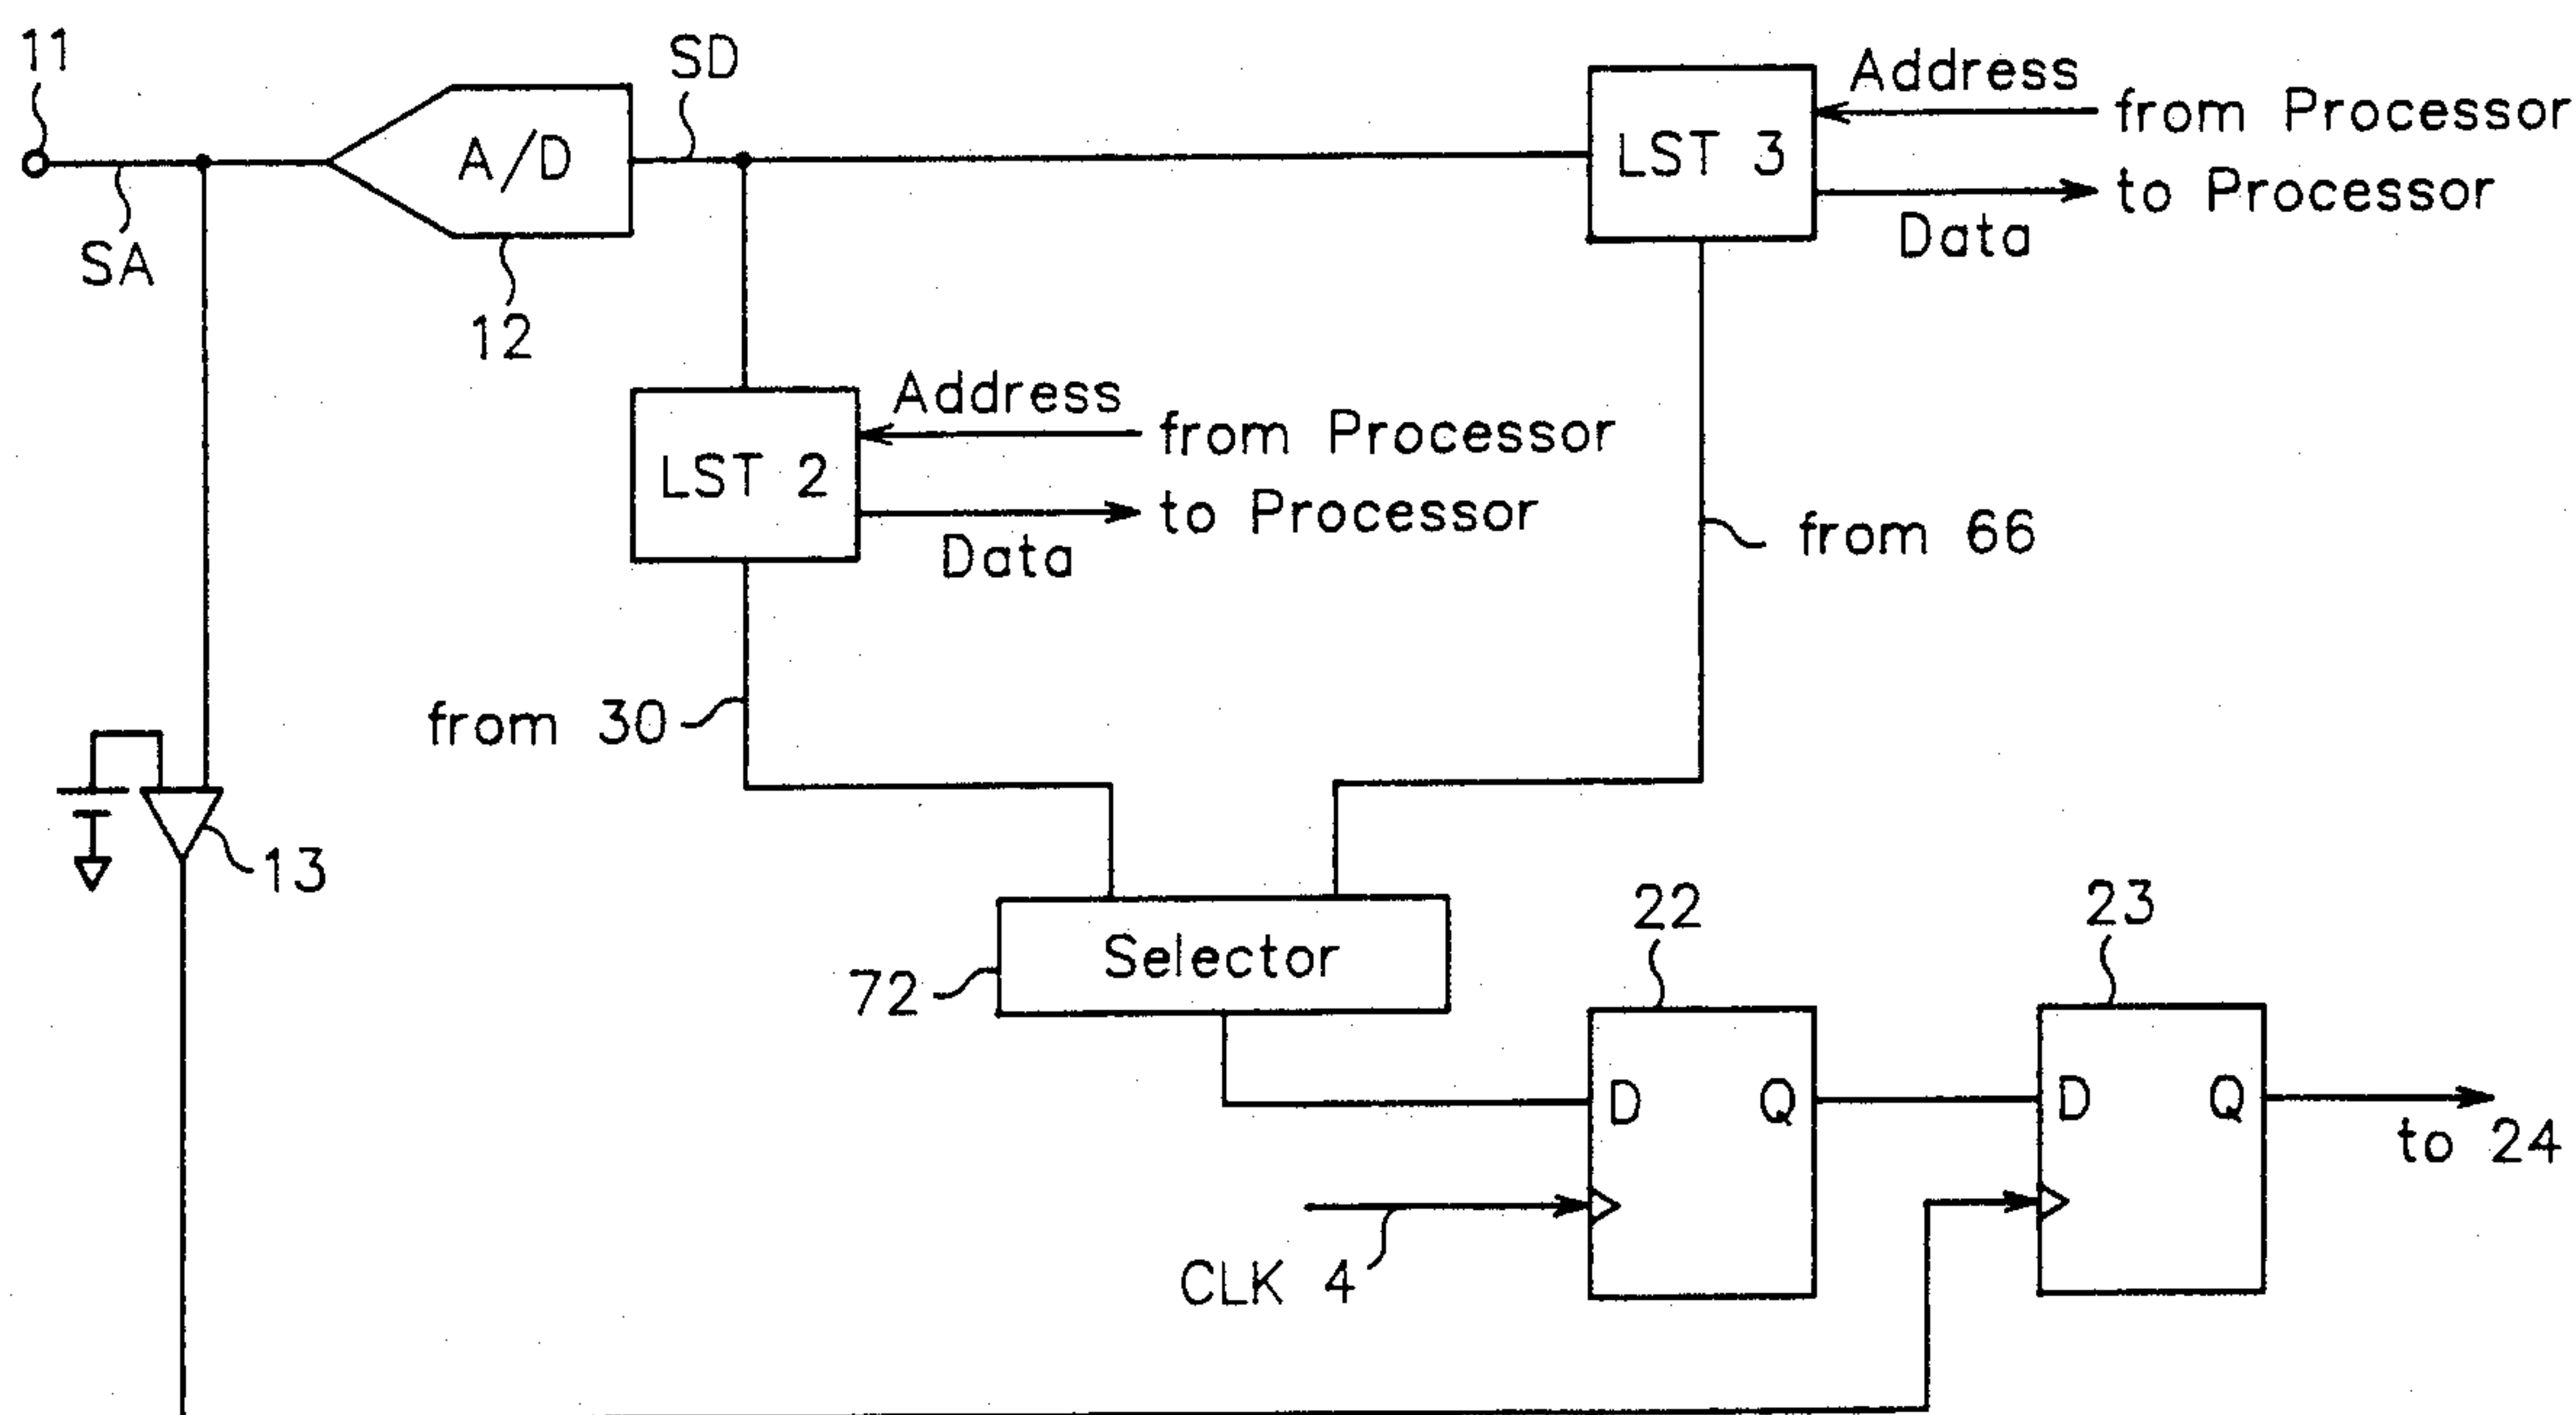 11
SA
A/D
12
SD
LST 3
Address
from Processor
to Processor
Data
LST 2
Address
from Processor
to Processor
Data
from 66
from 30
13
Selector
72
22
23
D Q
D Q
to 24
CLK 4